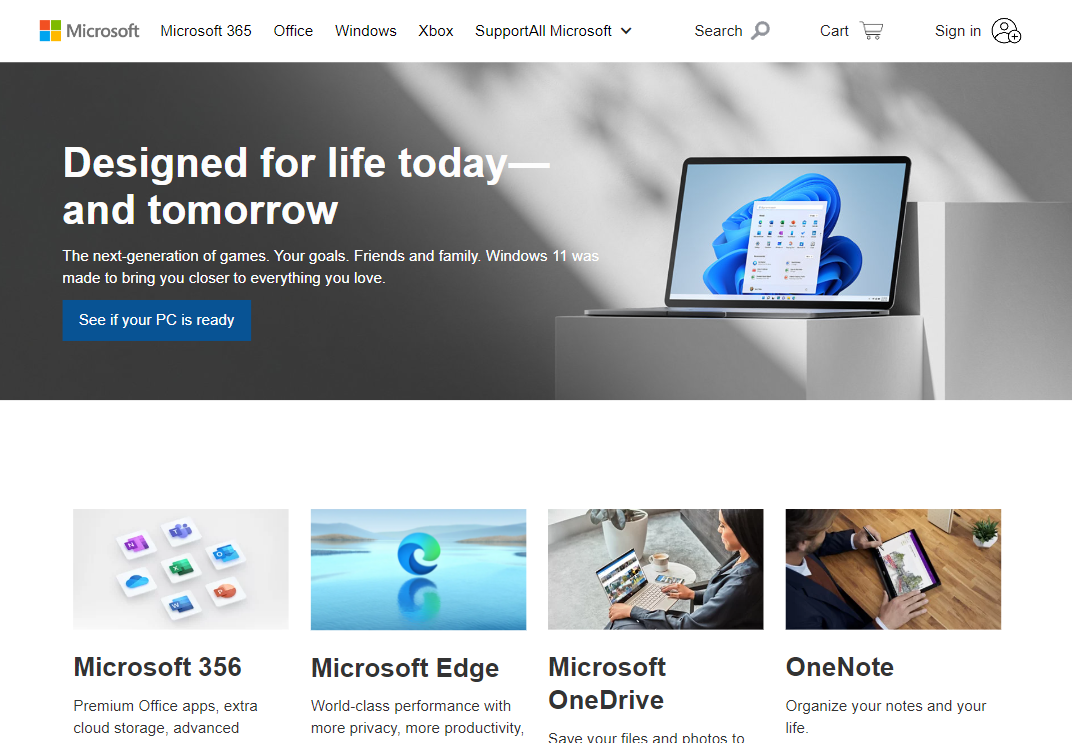 Microsoft Microsoft 365 Office Windows Xbox SupportAll Microsoft Search Cart Sign in
Designed for life today—
and tomorrow
The next-generation of games. Your goals. Friends and family. Windows 11 was
made to bring you closer to everything you love.
See if your PC is ready
Microsoft 356
Premium Office apps, extra
cloud storage, advanced
Microsoft Edge
World-class performance with
more privacy, more productivity,
Microsoft
OneDrive
Save your files and photos to
OneNote
Organize your notes and your
life.